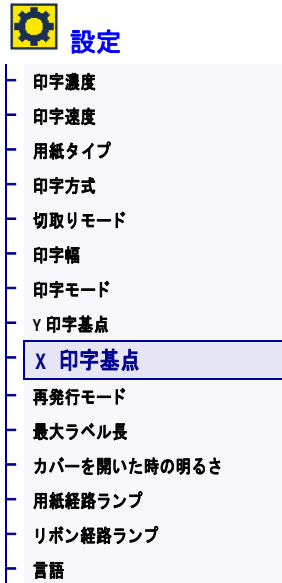 設定
印字濃度
印字速度
用紙タイプ
印字方式
切取りモード
印字幅
印字モード
Y 印字基点
X 印字基点
再発行モード
最大ラベル長
カバーを開いた時の明るさ
用紙経路ランプ
リボン経路ランプ
言語